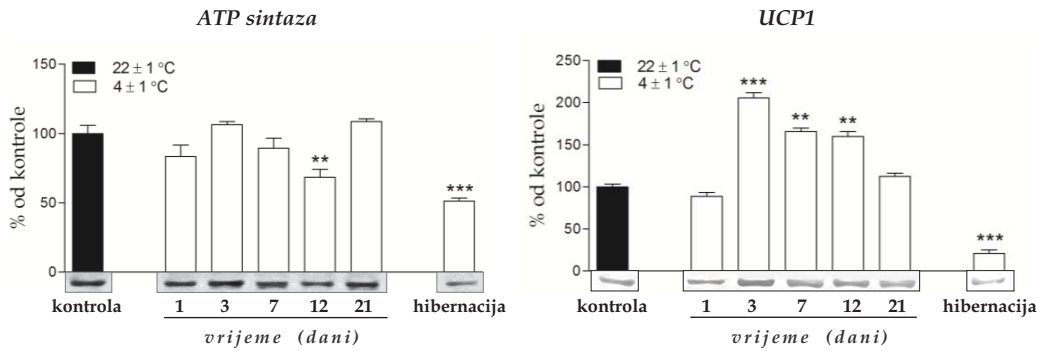 ATP sintaza
150
100
50
0
% od kontrole
22 ± 1 °C
4 ± 1 °C
**
***
kontrola
1 3 7 12 21
hibernacija
vrijeme (dani)
UCP1
250
200
150
100
50
0
% od kontrole
22 ± 1 °C
4 ± 1 °C
***
**
**
***
kontrola
1 3 7 12 21
hibernacija
vrijeme (dani)